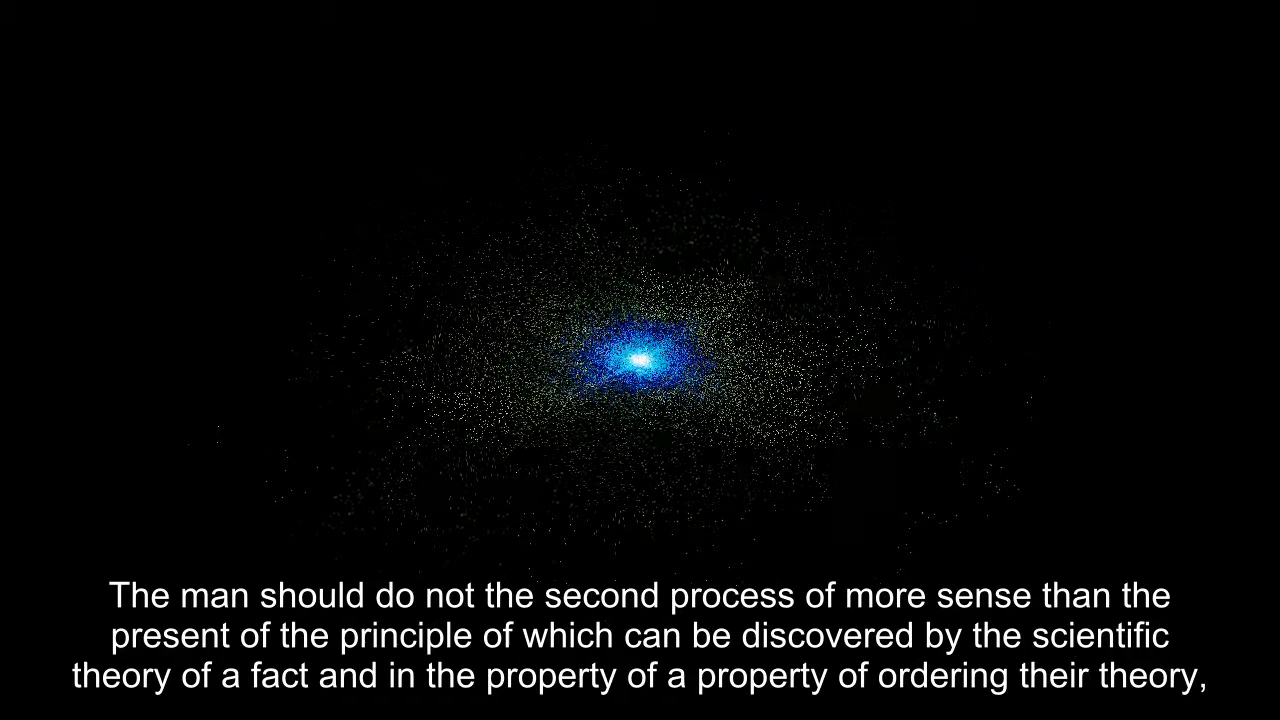 The man should do not the second process of more sense than the
present of the principle of which can be discovered by the scientific
theory of a fact and in the property of a property of ordering their theory,